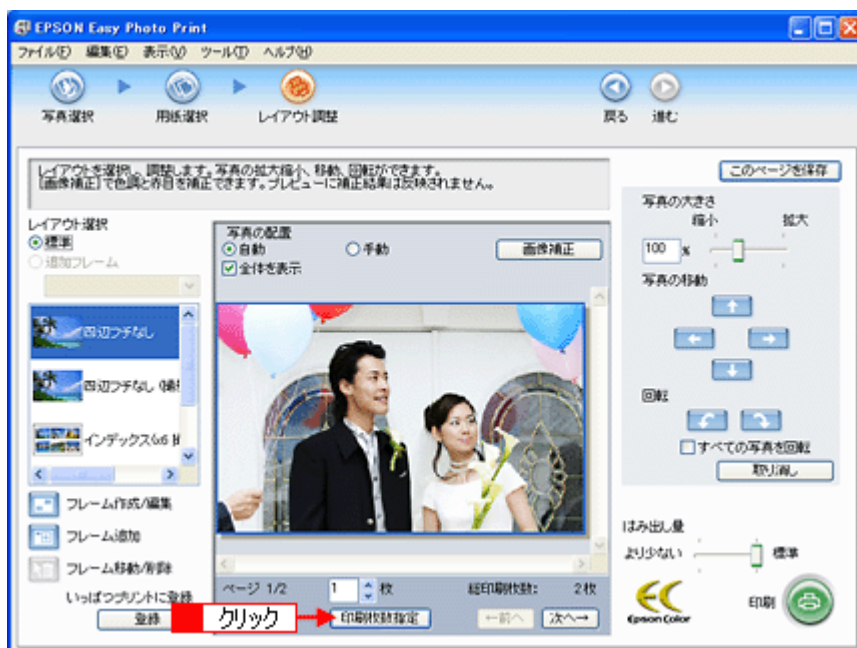 EPSON Easy Photo Print
ファイル(F) 編集(E) 表示(V) ツール(T) ヘルプ(H)
写真選択 用紙選択 レイアウト調整 戻る 進む
レイアウトを選択し、調整します。写真の拡大縮小、移動、回転ができます。
[画像補正]で色調と赤目を補正できます。プレビューに補正結果は反映されません。
このページを保存
レイアウト選択
標準
追加フレーム
四辺フチなし
四辺フチなし
インデックス(6x6
フレーム作成/編集
フレーム追加
フレーム移動/削除
いっぱつプリントに登録
登録
写真の配置
自動 手動 画像補正
全体を表示
ページ 1/2 1 枚 総印刷枚数: 2枚
クリック
印刷枚数指定 ←前へ 次へ→
写真の大きさ
縮小 拡大
100 %
写真の移動
回転
すべての写真を回転
取り消し
はみ出し量
より少ない 標準
Epson Color
印刷